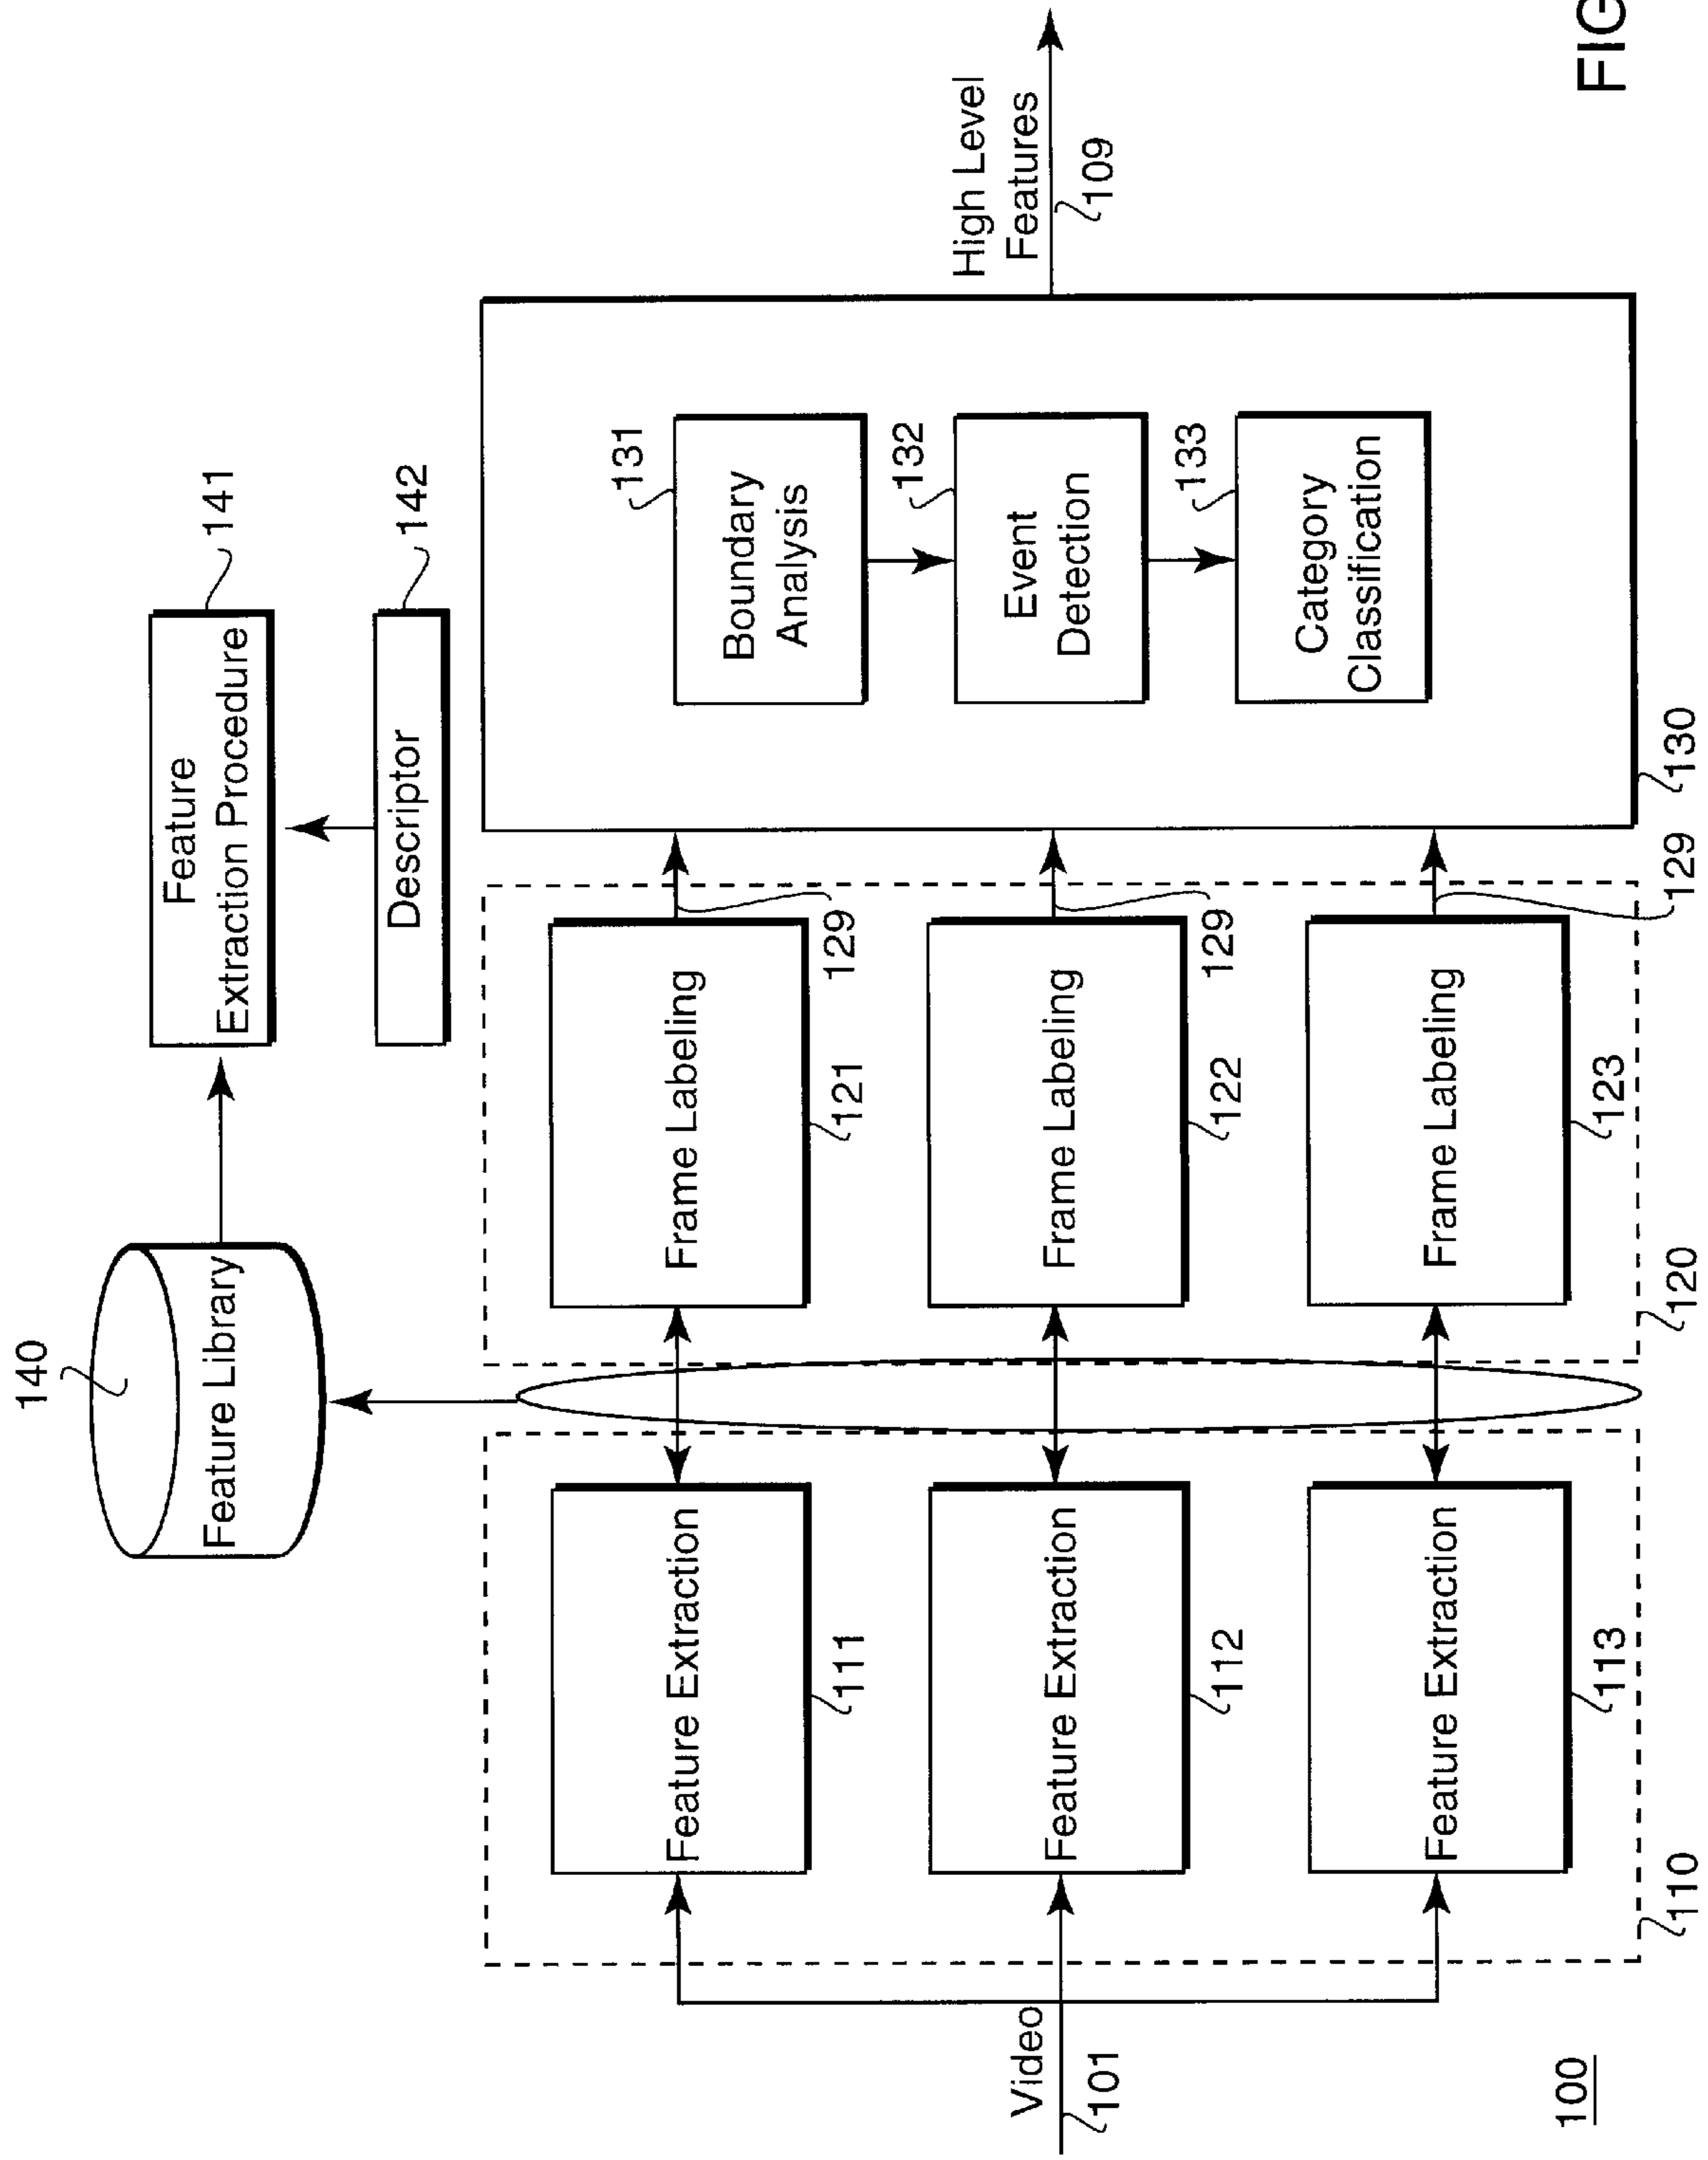 140
Feature Library
Feature
Extraction Procedure
141
Descriptor
142
Video
101
Feature Extraction
111
Feature Extraction
112
Feature Extraction
113
110
Frame Labeling
121
129
Frame Labeling
122
129
Frame Labeling
123
129
120
Boundary
Analysis
131
Event
Detection
132
Category
Classification
133
130
High Level
Features
109
100
FIG